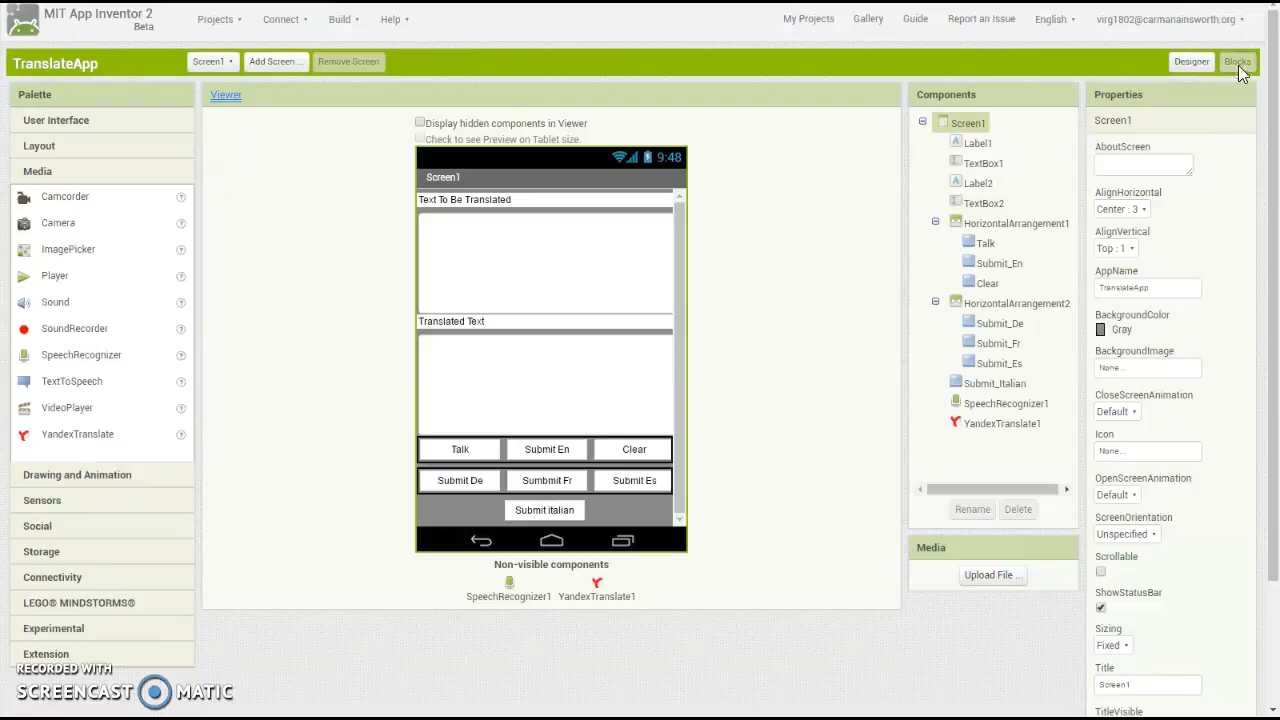 MIT App Inventor 2
Beta
Projects Connect Build Help My Projects Gallery Guide Report an Issue English virg1802@carmanainsworth.org
TranslateApp Screen1 Add Screen ... Remove Screen Designer Blocks
Palette
User Interface
Layout
Media
Camcorder
Camera
ImagePicker
Player
Sound
SoundRecorder
SpeechRecognizer
TextToSpeech
VideoPlayer
YandexTranslate
Drawing and Animation
Sensors
Social
Storage
Connectivity
LEGO® MINDSTORMS®
Experimental
Extension
Viewer
Display hidden components in Viewer
Check to see Preview on Tablet size.
9:48
Screen1
Text To Be Translated
Translated Text
Talk Submit En Clear
Submit De Sumbmit Fr Submit Es
Submit italian
Non-visible components
SpeechRecognizer1 YandexTranslate1
Components
Screen1
Label1
TextBox1
Label2
TextBox2
HorizontalArrangement1
Talk
Submit_En
Clear
HorizontalArrangement2
Submit_De
Submit_Fr
Submit_Es
Submit_Italian
SpeechRecognizer1
YandexTranslate1
Rename Delete
Media
Upload File ...
Properties
Screen1
AboutScreen
AlignHorizontal
Center : 3
AlignVertical
Top : 1
AppName
TranslateApp
BackgroundColor
Gray
BackgroundImage
None...
CloseScreenAnimation
Default
Icon
None...
OpenScreenAnimation
Default
ScreenOrientation
Unspecified
Scrollable
ShowStatusBar
Sizing
Fixed
Title
Screen1
TitleVisible
RECORDED WITH
SCREENCAST MATIC